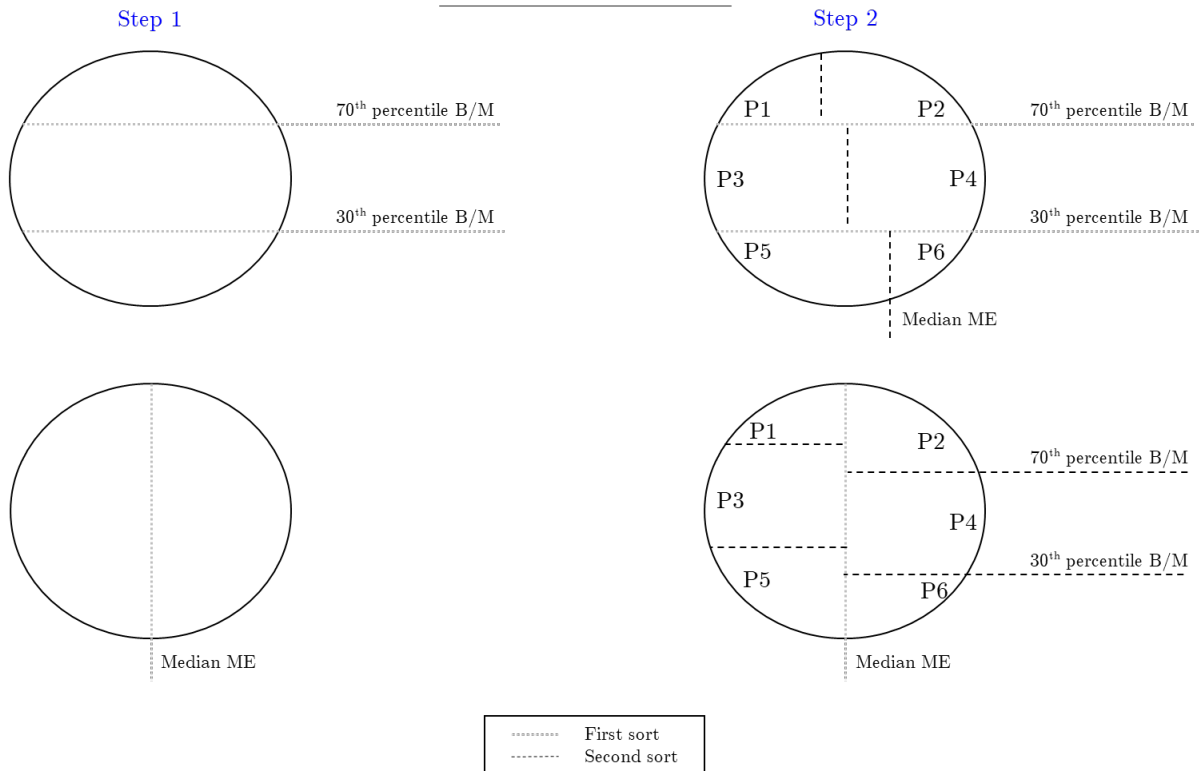 Step 1
Step 2
70th percentile B/M
30th percentile B/M
P1
P2
70th percentile B/M
P3
P4
30th percentile B/M
P5
P6
Median ME
Median ME
P1
P2
70th percentile B/M
P3
P4
30th percentile B/M
P5
P6
Median ME
First sort
Second sort